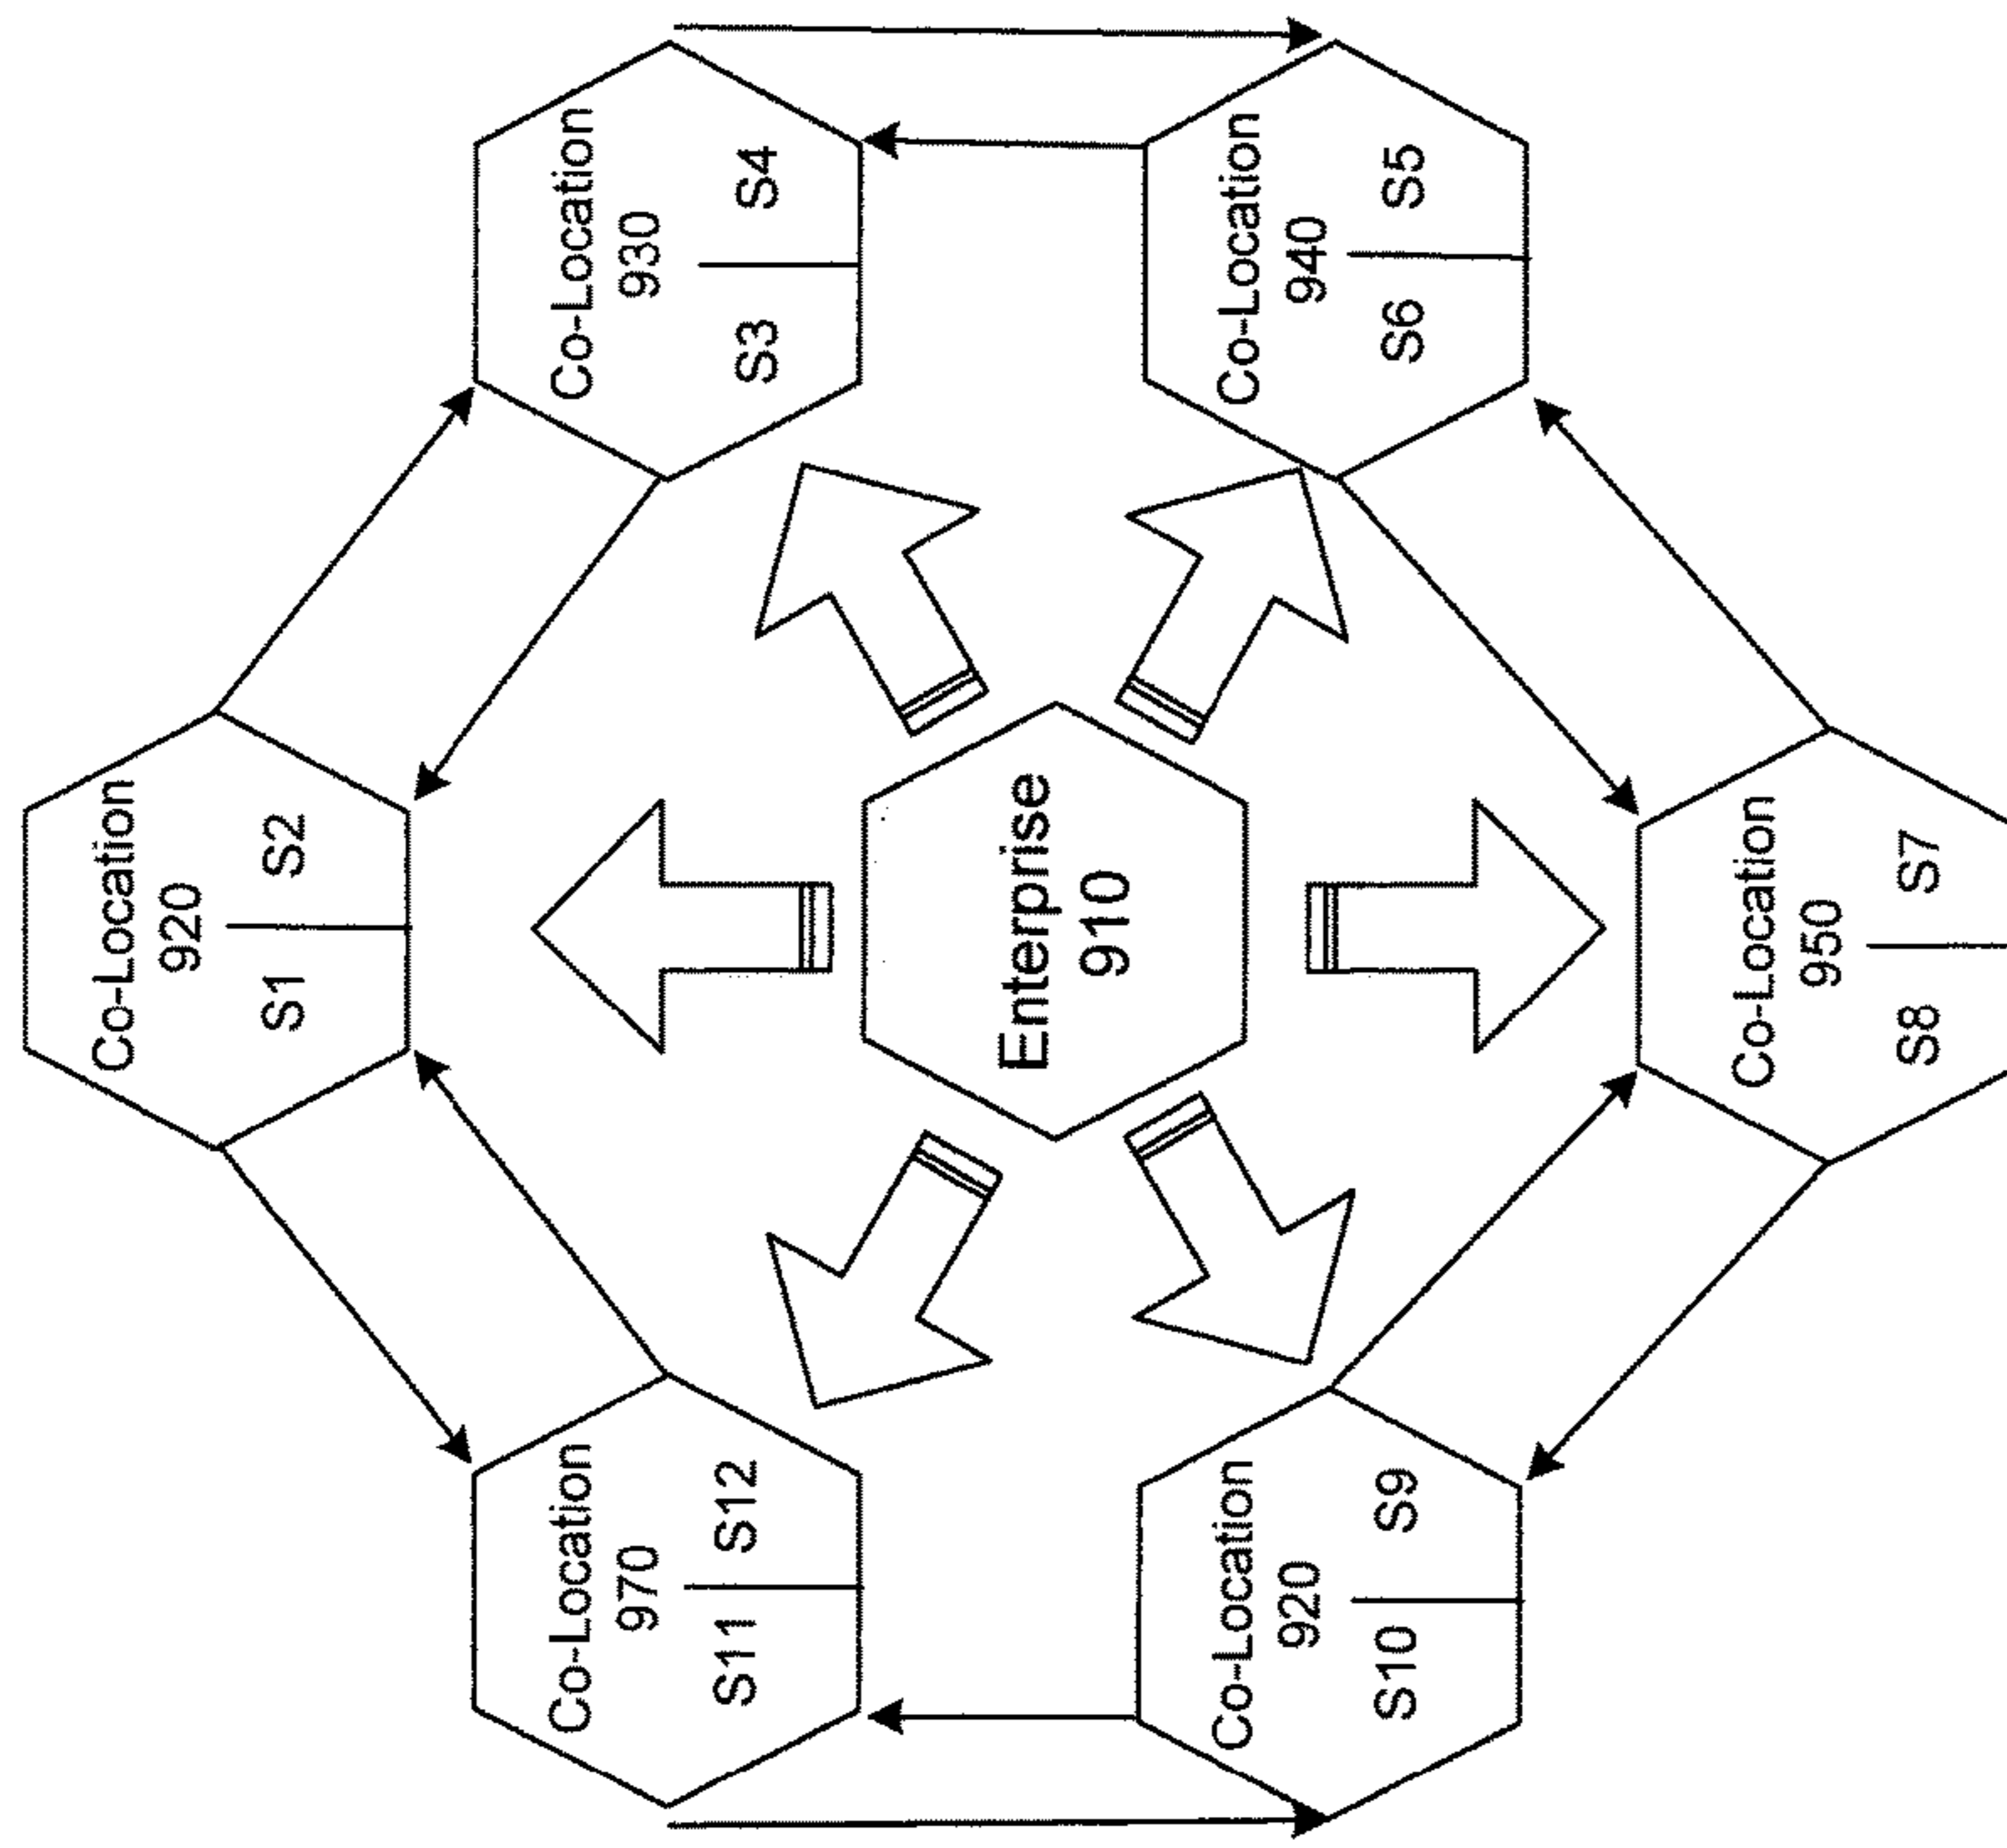 Co-Location
920
S1 S2
Co-Location
970
S11 S12
Co-Location
930
S3 S4
Enterprise
910
Co-Location
920
S10 S9
Co-Location
940
S6 S5
Co-Location
950
S8 S7